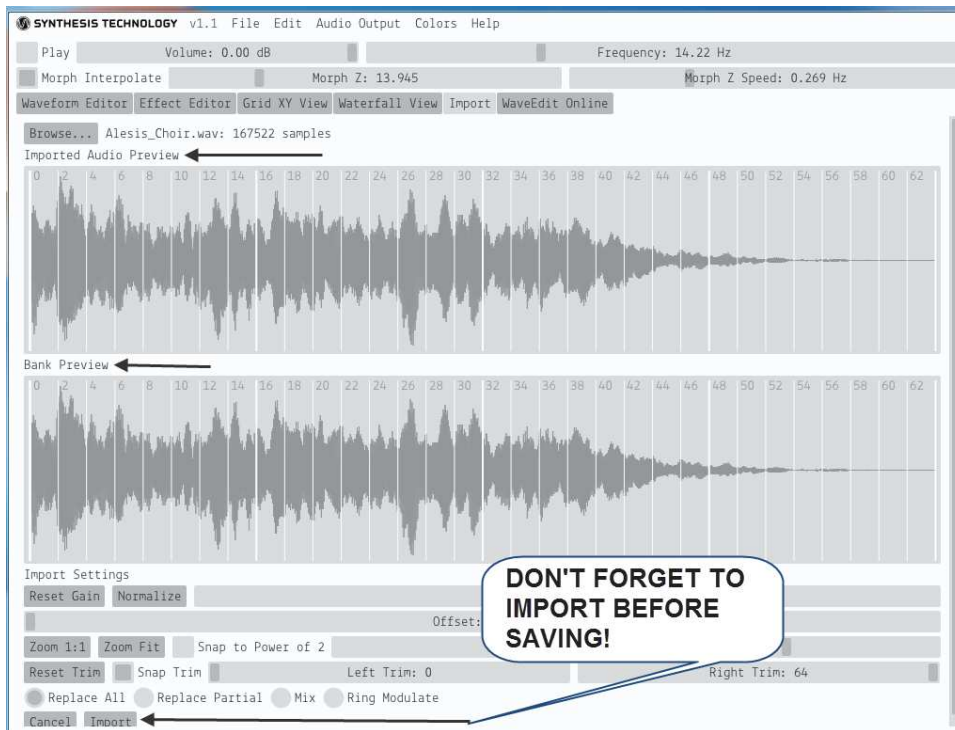 SYNTHESIS TECHNOLOGY v1.1 File Edit Audio Output Colors Help
Play Volume: 0.00 dB Frequency: 14.22 Hz
Morph Interpolate Morph Z: 13.945 Morph Z Speed: 0.269 Hz
Waveform Editor Effect Editor Grid XY View Waterfall View Import WaveEdit Online
Browse... Alesis_Choir.wav: 167522 samples
Imported Audio Preview
0 2 4 6 8 10 12 14 16 18 20 22 24 26 28 30 32 34 36 38 40 42 44 46 48 50 52 54 56 58 60 62
Bank Preview
0 2 4 6 8 10 12 14 16 18 20 22 24 26 28 30 32 34 36 38 40 42 44 46 48 50 52 54 56 58 60 62
Import Settings
Reset Gain Normalize
Offset:
Zoom 1:1 Zoom Fit Snap to Power of 2
Reset Trim Snap Trim Left Trim: 0 Right Trim: 64
Replace All Replace Partial Mix Ring Modulate
Cancel Import
DON'T FORGET TO
IMPORT BEFORE
SAVING!